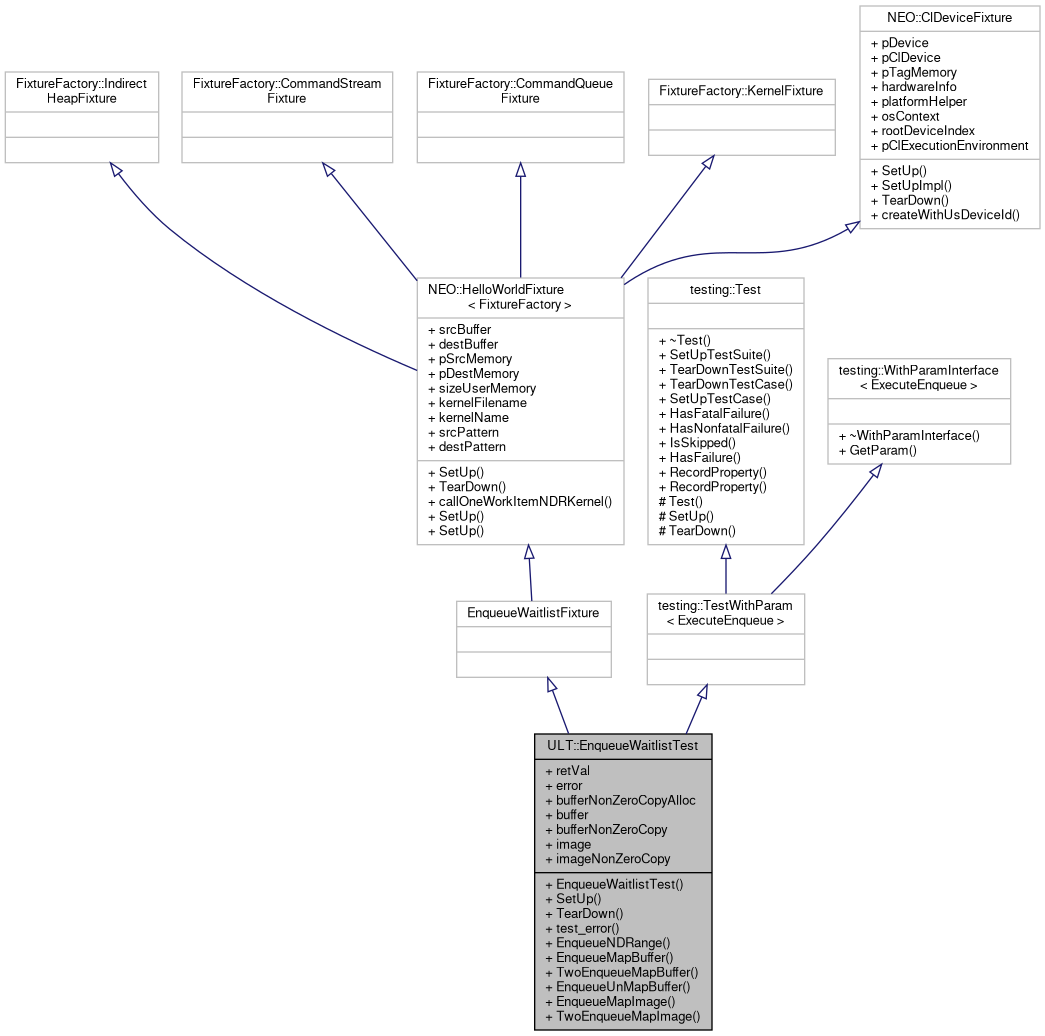 NEO::ClDeviceFixture
+ pDevice
+ pClDevice
+ pTagMemory
+ hardwareInfo
+ platformHelper
+ osContext
+ rootDeviceIndex
+ pClExecutionEnvironment
+ SetUp()
+ SetUpImpl()
+ TearDown()
+ createWithUsDeviceId()
FixtureFactory::Indirect
HeapFixture
FixtureFactory::CommandStream
Fixture
FixtureFactory::CommandQueue
Fixture
FixtureFactory::KernelFixture
NEO::HelloWorldFixture
< FixtureFactory >
+ srcBuffer
+ destBuffer
+ pSrcMemory
+ pDestMemory
+ sizeUserMemory
+ kernelFilename
+ kernelName
+ srcPattern
+ destPattern
+ SetUp()
+ TearDown()
+ callOneWorkItemNDRKernel()
+ SetUp()
+ SetUp()
testing::Test
+ ~Test()
+ SetUpTestSuite()
+ TearDownTestSuite()
+ TearDownTestCase()
+ SetUpTestCase()
+ HasFatalFailure()
+ HasNonfatalFailure()
+ IsSkipped()
+ HasFailure()
+ RecordProperty()
+ RecordProperty()
# Test()
# SetUp()
# TearDown()
testing::WithParamInterface
< ExecuteEnqueue >
+ ~WithParamInterface()
+ GetParam()
EnqueueWaitlistFixture
testing::TestWithParam
< ExecuteEnqueue >
ULT::EnqueueWaitlistTest
+ retVal
+ error
+ bufferNonZeroCopyAlloc
+ buffer
+ bufferNonZeroCopy
+ image
+ imageNonZeroCopy
+ EnqueueWaitlistTest()
+ SetUp()
+ TearDown()
+ test_error()
+ EnqueueNDRange()
+ EnqueueMapBuffer()
+ TwoEnqueueMapBuffer()
+ EnqueueUnMapBuffer()
+ EnqueueMapImage()
+ TwoEnqueueMapImage()